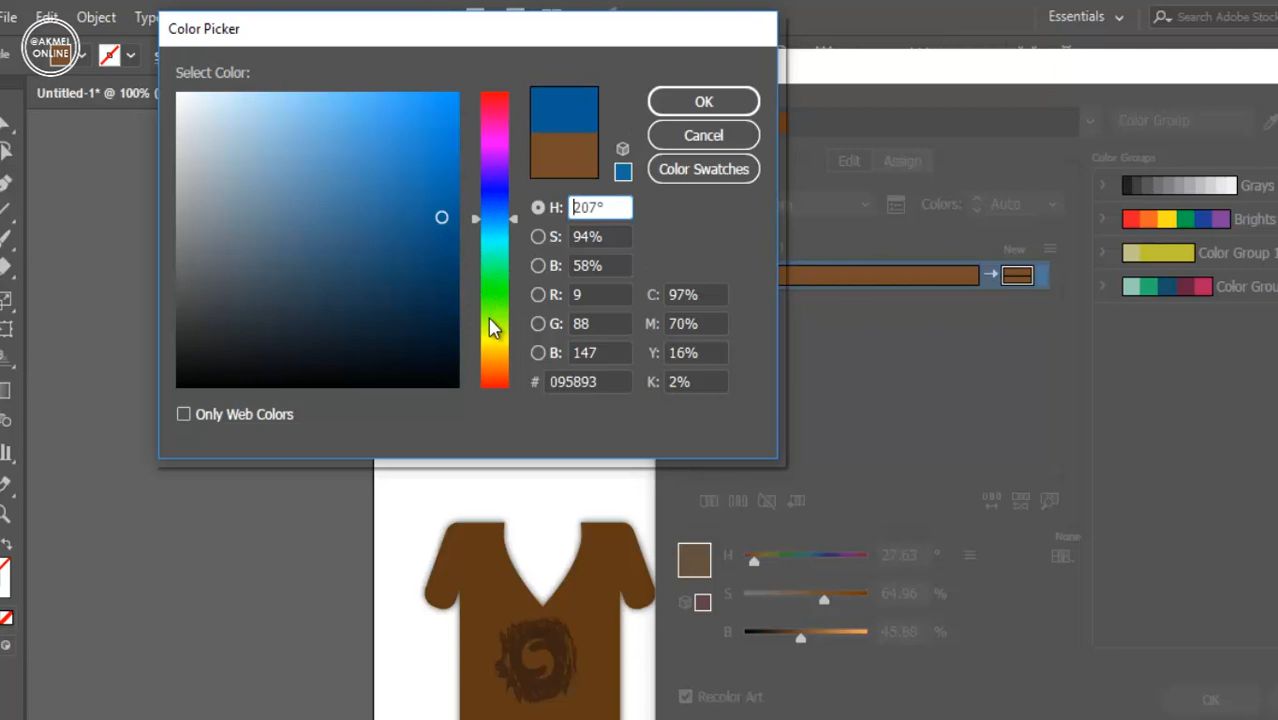 File Edit Object Typ
Essentials
Search Adobe Stock
@AKMEL
ONLINE
Untitled-1* @ 100% (
Color Picker
Select Color:
OK
Cancel
Color Swatches
H: 207°
S: 94%
B: 58%
R: 9
G: 88
B: 147
# 095893
C: 97%
M: 70%
Y: 16%
K: 2%
Only Web Colors
Color Group
Edit
Assign
Colors:
Auto
New
Color Groups
Grays
Brights
Color Group 1
Color Grou
None
H 27.63 °
S 64.96 %
B 45.88 %
Recolor Art
OK
S